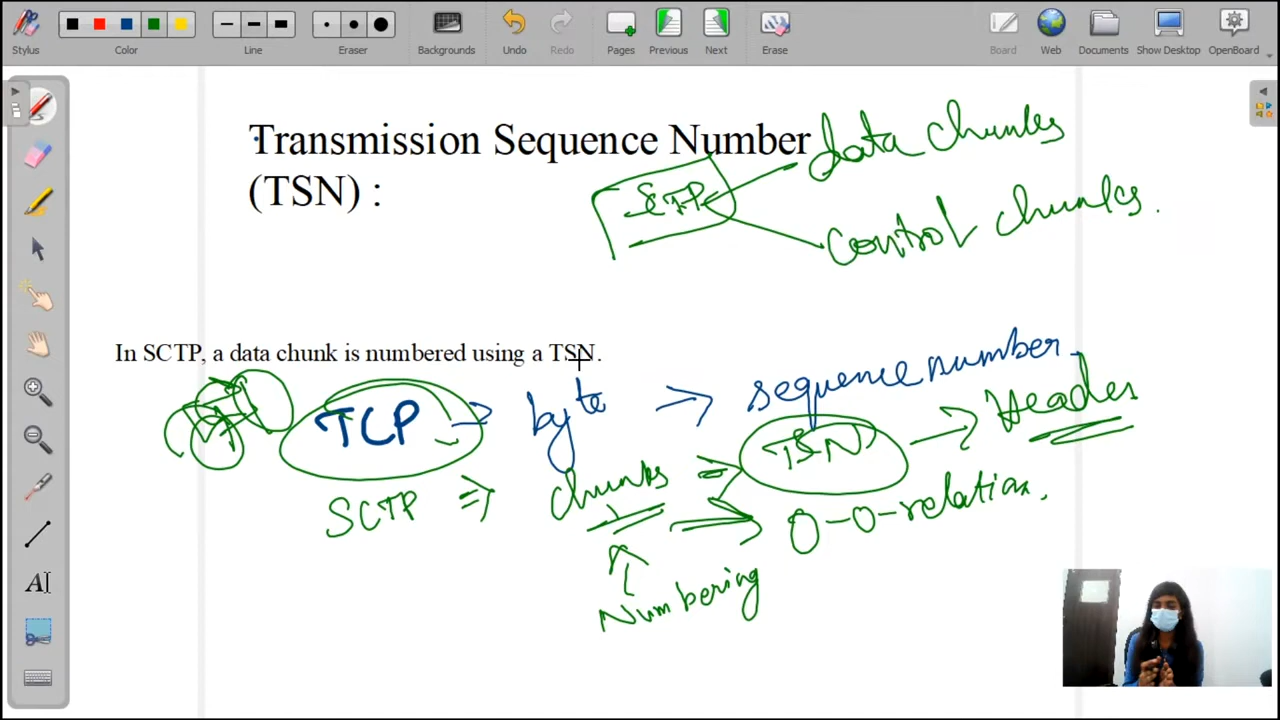 Stylus Color Line Eraser Backgrounds Undo Redo Pages Previous Next Erase Board Web Documents Show Desktop OpenBoard
Transmission Sequence Number
(TSN) :
data chunks
SCTP
control chunks.
In SCTP, a data chunk is numbered using a TSN.
TCP → byte → sequence number
SCTP ⇒ chunks = TSN → Header
O-O-relation.
Numbering